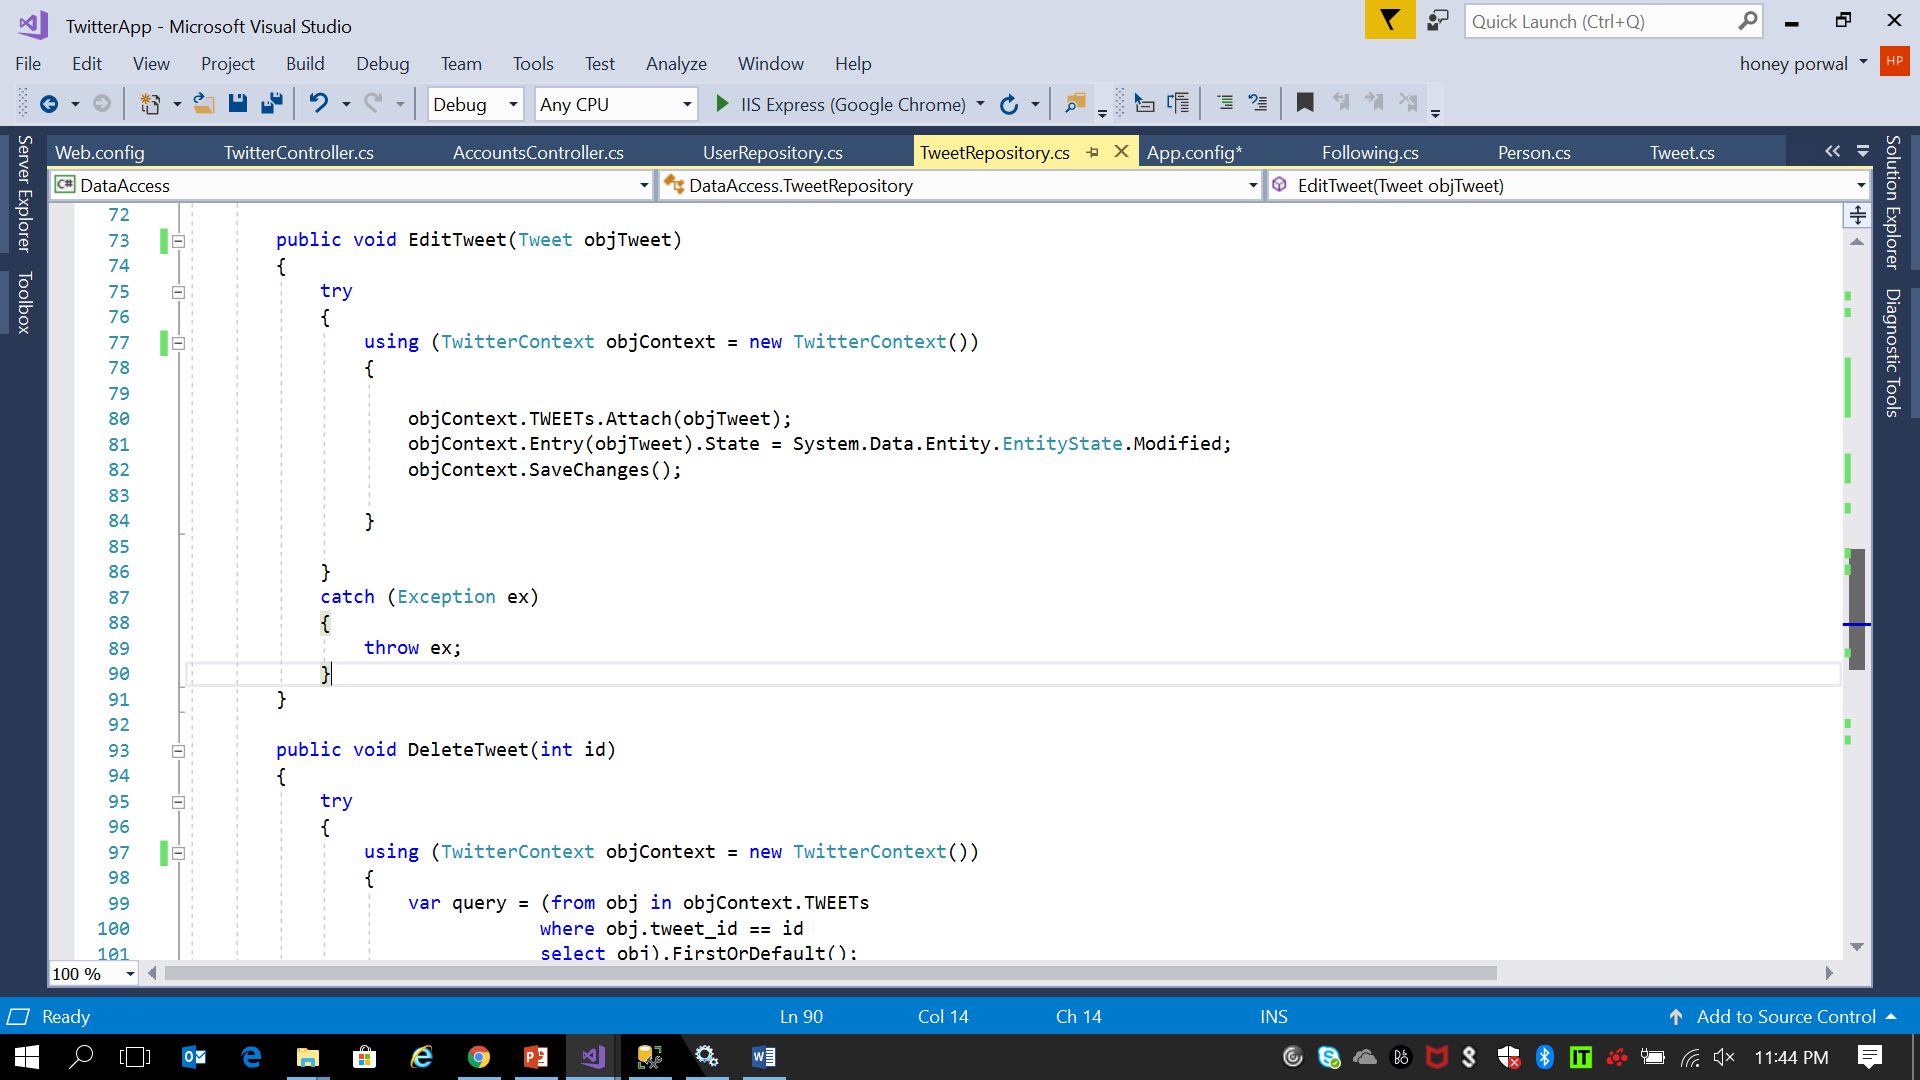 TwitterApp - Microsoft Visual Studio
Quick Launch (Ctrl+Q)
File Edit View Project Build Debug Team Tools Test Analyze Window Help
honey porwal HP
Debug Any CPU IIS Express (Google Chrome)
Web.config TwitterController.cs AccountsController.cs UserRepository.cs TweetRepository.cs App.config* Following.cs Person.cs Tweet.cs
Server Explorer
Toolbox
C# DataAccess DataAccess.TweetRepository EditTweet(Tweet objTweet)
Solution Explorer
Diagnostic Tools
72
73 public void EditTweet(Tweet objTweet)
74 {
75 try
76 {
77 using (TwitterContext objContext = new TwitterContext())
78 {
79
80 objContext.TWEETs.Attach(objTweet);
81 objContext.Entry(objTweet).State = System.Data.Entity.EntityState.Modified;
82 objContext.SaveChanges();
83
84 }
85
86 }
87 catch (Exception ex)
88 {
89 throw ex;
90 }
91 }
92
93 public void DeleteTweet(int id)
94 {
95 try
96 {
97 using (TwitterContext objContext = new TwitterContext())
98 {
99 var query = (from obj in objContext.TWEETs
100 where obj.tweet_id == id
101 select obj).FirstOrDefault();
100 %
Ready Ln 90 Col 14 Ch 14 INS Add to Source Control
11:44 PM